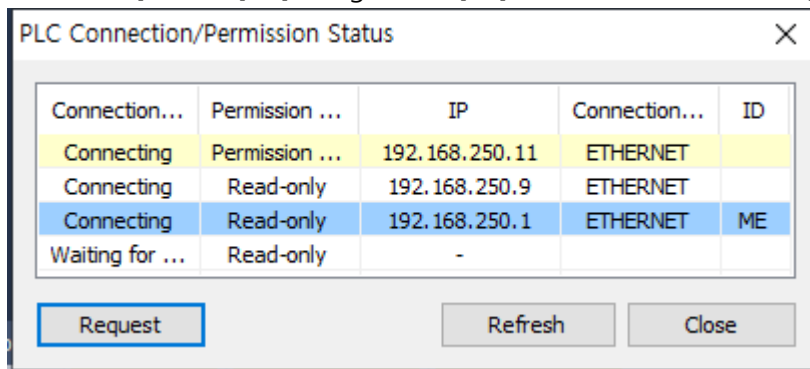 PLC Connection/Permission Status
Connection... Permission ... IP Connection... ID
Connecting Permission ... 192.168.250.11 ETHERNET
Connecting Read-only 192.168.250.9 ETHERNET
Connecting Read-only 192.168.250.1 ETHERNET ME
Waiting for ... Read-only -
Request Refresh Close